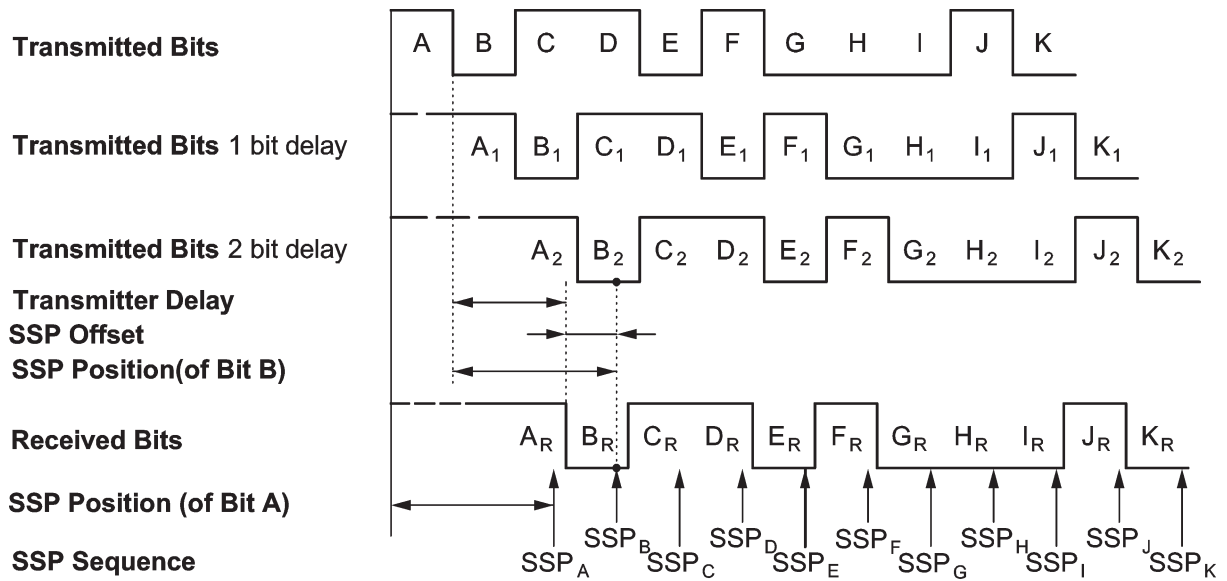 Transmitted Bits A B C D E F G H I J K
Transmitted Bits 1 bit delay A1 B1 C1 D1 E1 F1 G1 H1 I1 J1 K1
Transmitted Bits 2 bit delay A2 B2 C2 D2 E2 F2 G2 H2 I2 J2 K2
Transmitter Delay
SSP Offset
SSP Position(of Bit B)
Received Bits AR BR CR DR ER FR GR HR IR JR KR
SSP Position (of Bit A)
SSPB SSPD SSPF SSPH SSPJ
SSP Sequence SSPA SSPC SSPE SSPG SSPI SSPK